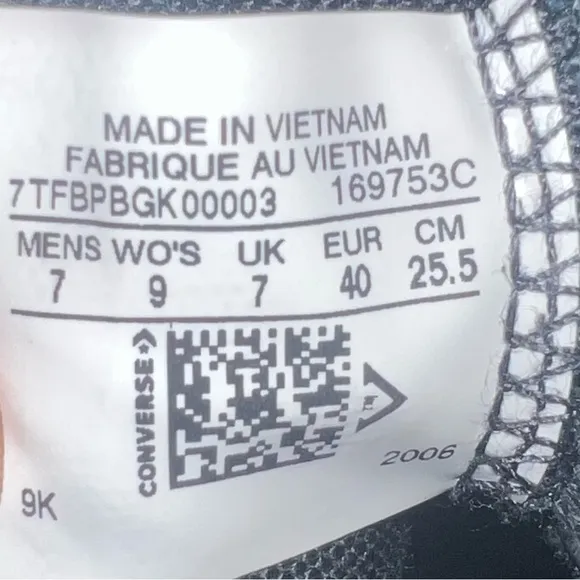 MADE IN VIETNAM
FABRIQUE AU VIETNAM
7TFBPBGK00003 169753C
MENS WO'S UK EUR CM
7 9 7 40 25.5
CONVERSE
2006
9K